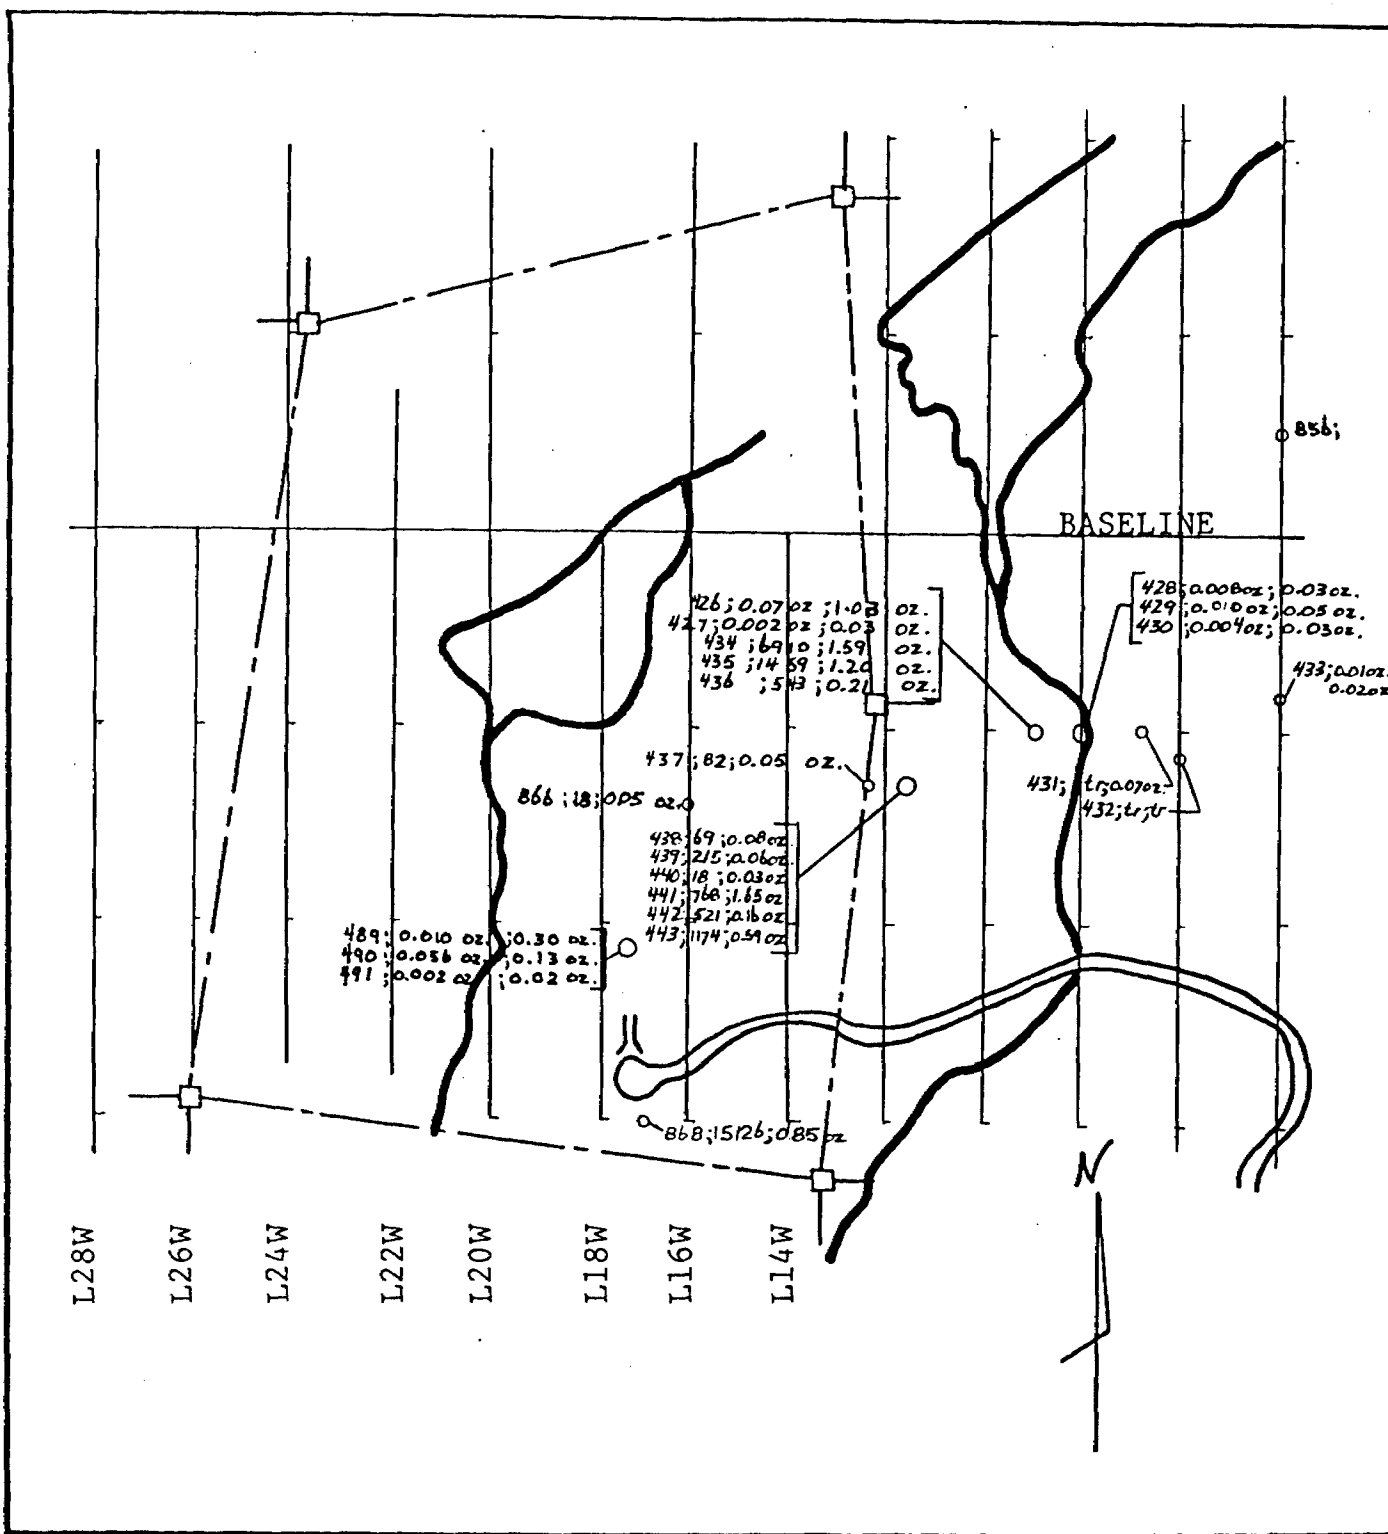 856;
BASELINE
426; 0.07 oz ; 1.03 oz.
427; 0.002 oz ; 0.03 oz.
434 ; 6910 ; 1.59 oz.
435 ; 1469 ; 1.20 oz.
436 ; 543 ; 0.21 oz.
428; 0.008oz; 0.03oz.
429; 0.010oz; 0.05 oz.
430; 0.004oz; 0.03oz.
433; 0.01oz.
0.02oz
437; 82; 0.05 oz.
431; tr; 0.07oz.
432; tr; tr
866 ; 18; 0.05 oz.
438; 69; 0.08oz
439; 215; 0.06oz.
440; 18; 0.03oz
441; 768; 1.65oz
442; 521; 0.16oz
443; 1174; 0.59oz
489; 0.010 oz. ; 0.30 oz.
490; 0.056 oz. ; 0.13 oz.
491; 0.002 oz ; 0.02 oz.
868; 15126; 0.85 oz
N
L28W
L26W
L24W
L22W
L20W
L18W
L16W
L14W